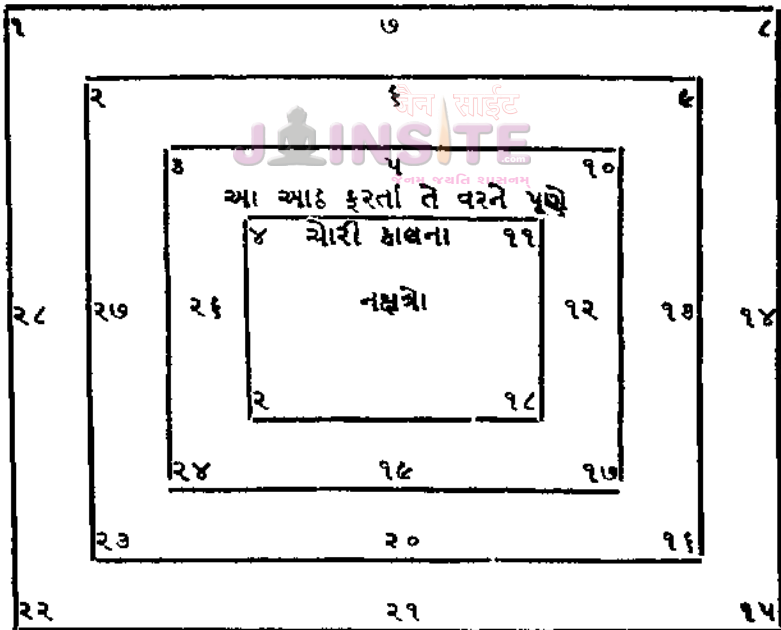 ૧ ૭ ૮
૨ ૬ ૯
જૈન સાઈટ
JAINSITE.com
૩ ૫ ૧૦
જૈનમ્ જયતિ શાસનમ્
આ આઠ ફરતાં તે વરને પૂણે
૪ ચોરી કાલના ૧૧
૨૮ ૨૭ ૨૬ નક્ષત્રો ૧૨ ૧૩ ૧૪
૨ ૧૮
૨૪ ૧૯ ૧૭
૨૩ ૨૦ ૧૬
૨૨ ૨૧ ૧૫